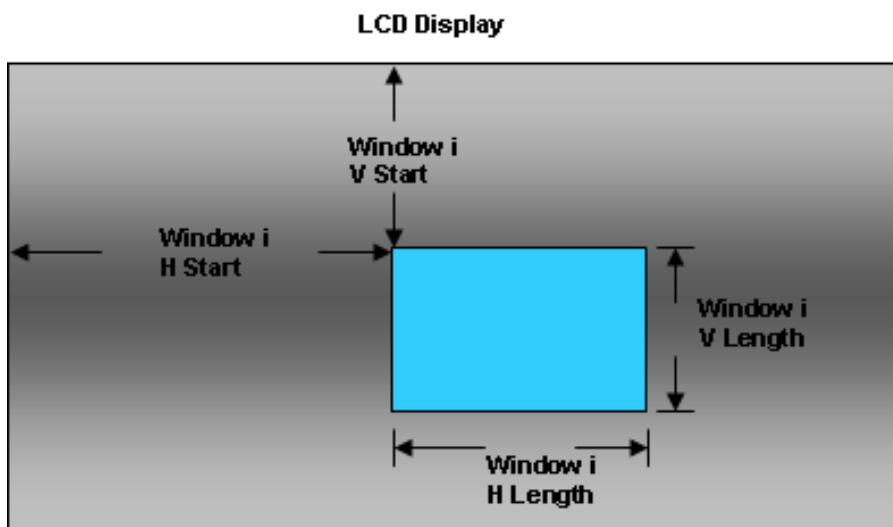 LCD Display
Window i
V Start
Window i
H Start
Window i
V Length
Window i
H Length